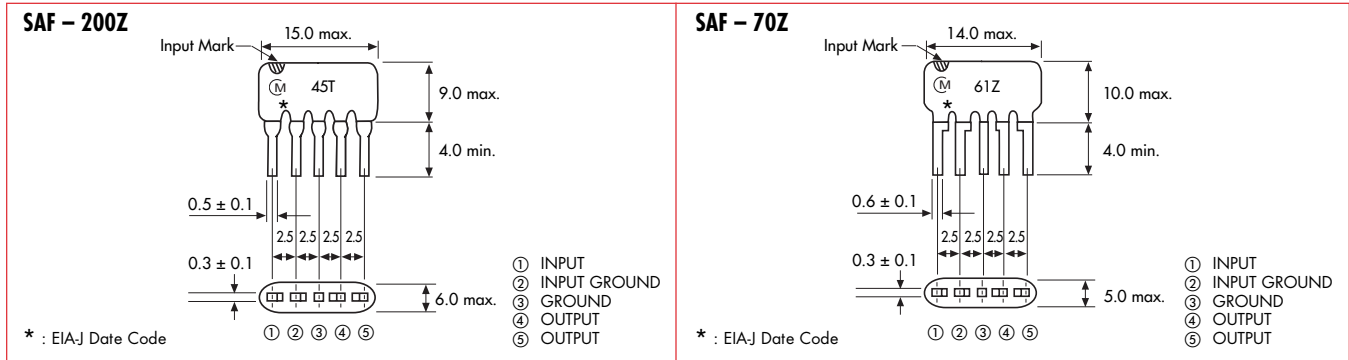 SAF – 200Z
Input Mark
15.0 max.
M
45T
*
9.0 max.
4.0 min.
0.5 ± 0.1
2.5 2.5 2.5 2.5
0.3 ± 0.1
6.0 max.
① ② ③ ④ ⑤
① INPUT
② INPUT GROUND
③ GROUND
④ OUTPUT
⑤ OUTPUT
* : EIA-J Date Code
SAF – 70Z
Input Mark
14.0 max.
M
61Z
*
10.0 max.
4.0 min.
0.6 ± 0.1
2.5 2.5 2.5 2.5
0.3 ± 0.1
5.0 max.
① ② ③ ④ ⑤
① INPUT
② INPUT GROUND
③ GROUND
④ OUTPUT
⑤ OUTPUT
* : EIA-J Date Code